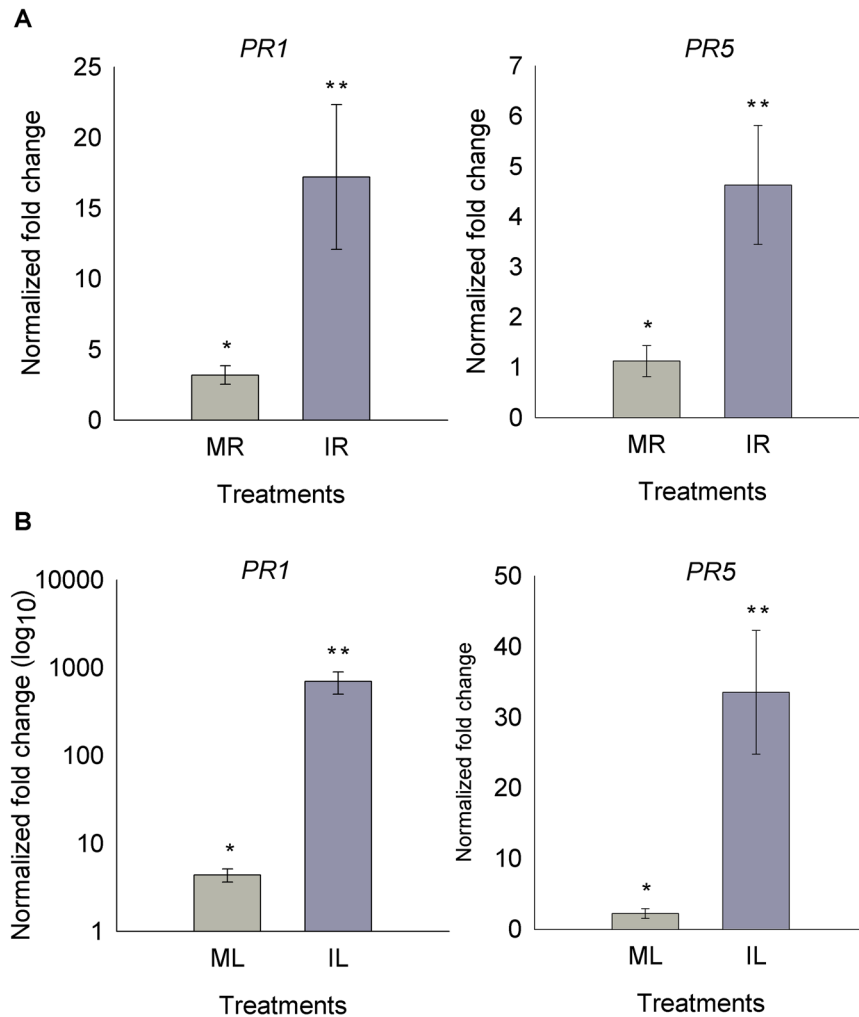 A
PR1
PR5
Normalized fold change
25
20
15
10
5
0
*
**
MR
IR
Treatments
Normalized fold change
7
6
5
4
3
2
1
0
*
**
MR
IR
Treatments
B
PR1
PR5
Normalized fold change (log10)
10000
1000
100
10
1
*
**
ML
IL
Treatments
Normalized fold change
50
40
30
20
10
0
*
**
ML
IL
Treatments